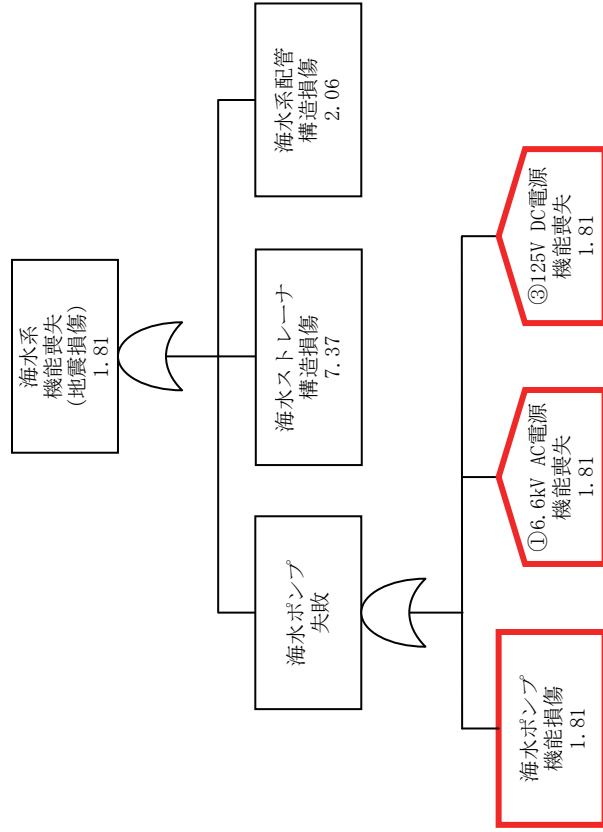 海水系
機能喪失
(地震損傷)
1.81
海水ポンプ
失敗
海水ストレーナ
構造損傷
7.37
海水系配管
構造損傷
2.06
海水ポンプ
機能損傷
1.81
①6.6kV AC電源
機能喪失
1.81
③125V DC電源
機能喪失
1.81